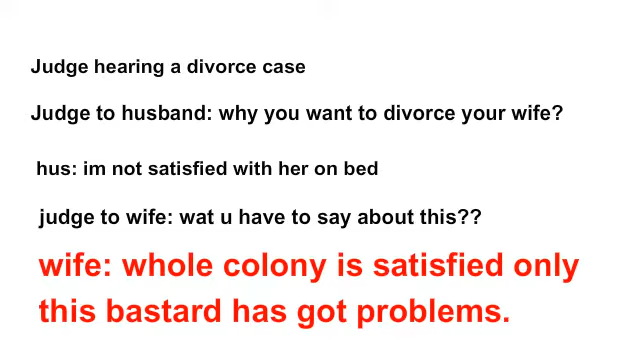 Judge hearing a divorce case
Judge to husband: why you want to divorce your wife?
hus: im not satisfied with her on bed
judge to wife: wat u have to say about this??
wife: whole colony is satisfied only
this bastard has got problems.